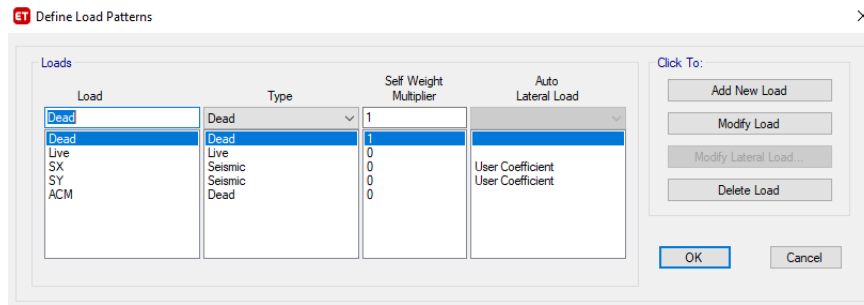 ET Define Load Patterns
Loads
Click To:
Load Type Self Weight Multiplier Auto Lateral Load
Dead Dead 1
Dead Dead 1
Live Live 0
SX Seismic 0 User Coefficient
SY Seismic 0 User Coefficient
ACM Dead 0
Add New Load
Modify Load
Modify Lateral Load...
Delete Load
OK Cancel